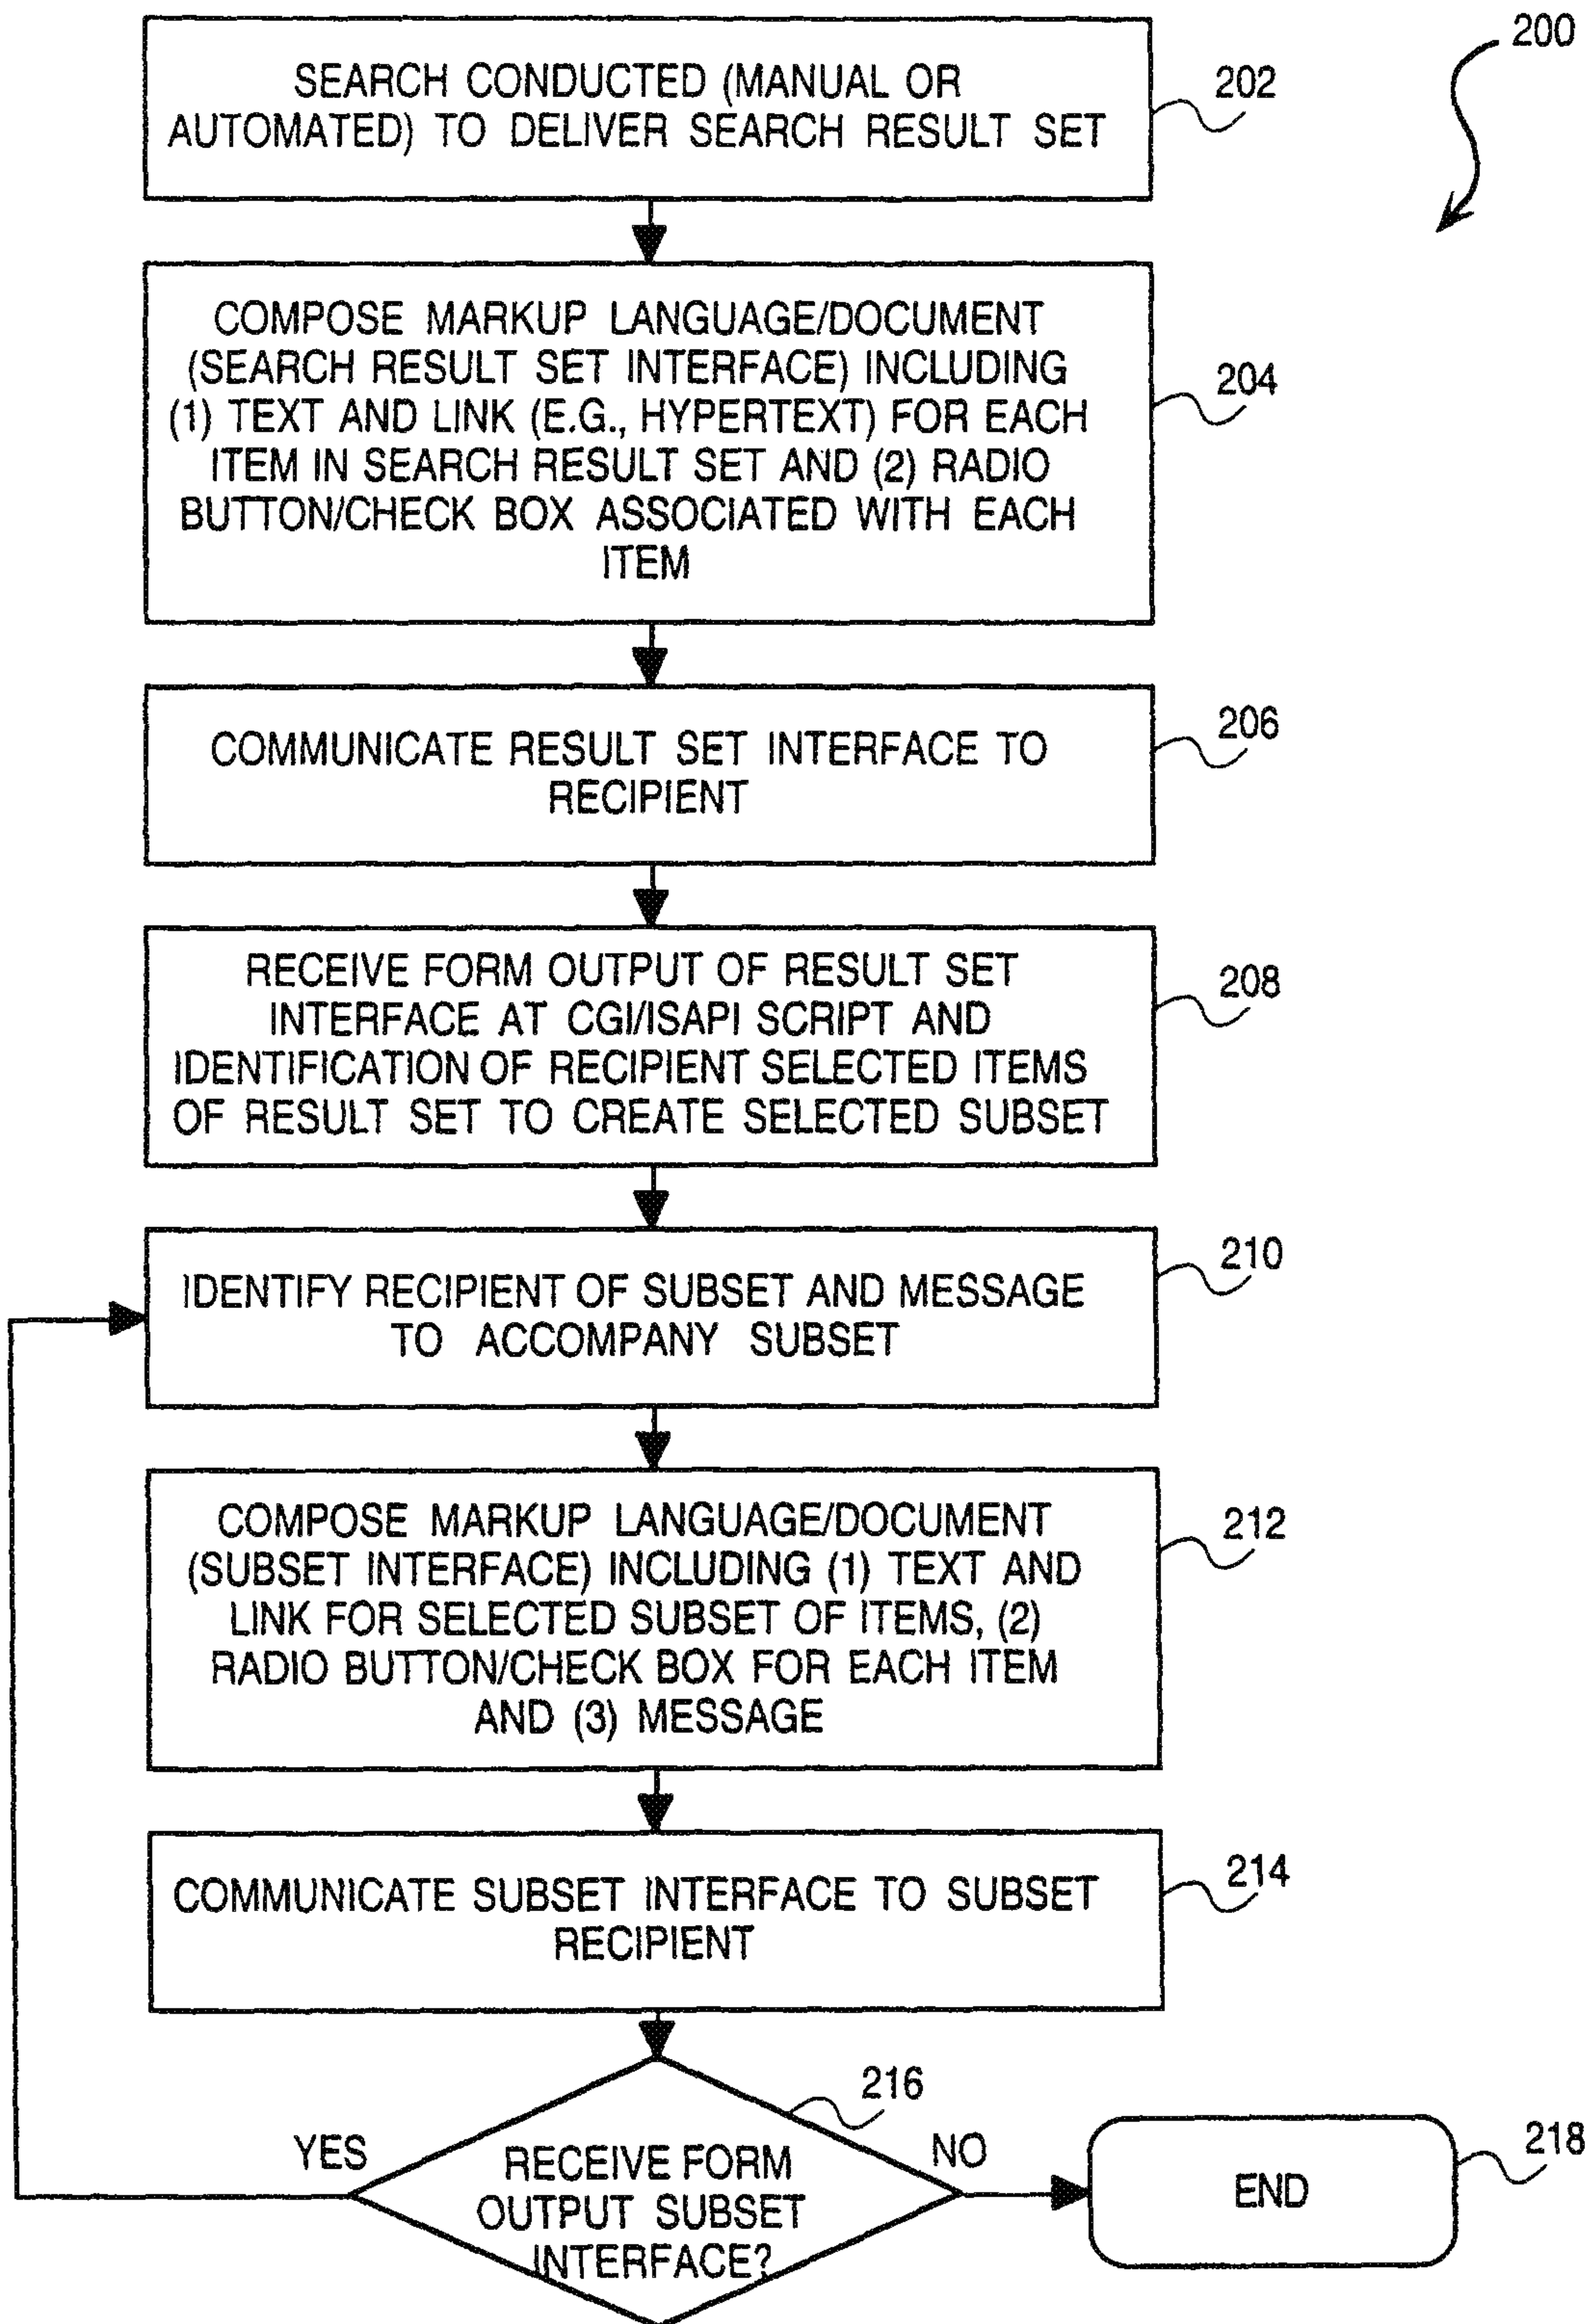 200
SEARCH CONDUCTED (MANUAL OR
AUTOMATED) TO DELIVER SEARCH RESULT SET
202
COMPOSE MARKUP LANGUAGE/DOCUMENT
(SEARCH RESULT SET INTERFACE) INCLUDING
(1) TEXT AND LINK (E.G., HYPERTEXT) FOR EACH
ITEM IN SEARCH RESULT SET AND (2) RADIO
BUTTON/CHECK BOX ASSOCIATED WITH EACH
ITEM
204
COMMUNICATE RESULT SET INTERFACE TO
RECIPIENT
206
RECEIVE FORM OUTPUT OF RESULT SET
INTERFACE AT CGI/ISAPI SCRIPT AND
IDENTIFICATION OF RECIPIENT SELECTED ITEMS
OF RESULT SET TO CREATE SELECTED SUBSET
208
IDENTIFY RECIPIENT OF SUBSET AND MESSAGE
TO ACCOMPANY SUBSET
210
COMPOSE MARKUP LANGUAGE/DOCUMENT
(SUBSET INTERFACE) INCLUDING (1) TEXT AND
LINK FOR SELECTED SUBSET OF ITEMS, (2)
RADIO BUTTON/CHECK BOX FOR EACH ITEM
AND (3) MESSAGE
212
COMMUNICATE SUBSET INTERFACE TO SUBSET
RECIPIENT
214
216
YES
RECEIVE FORM
OUTPUT SUBSET
INTERFACE?
NO
END
218